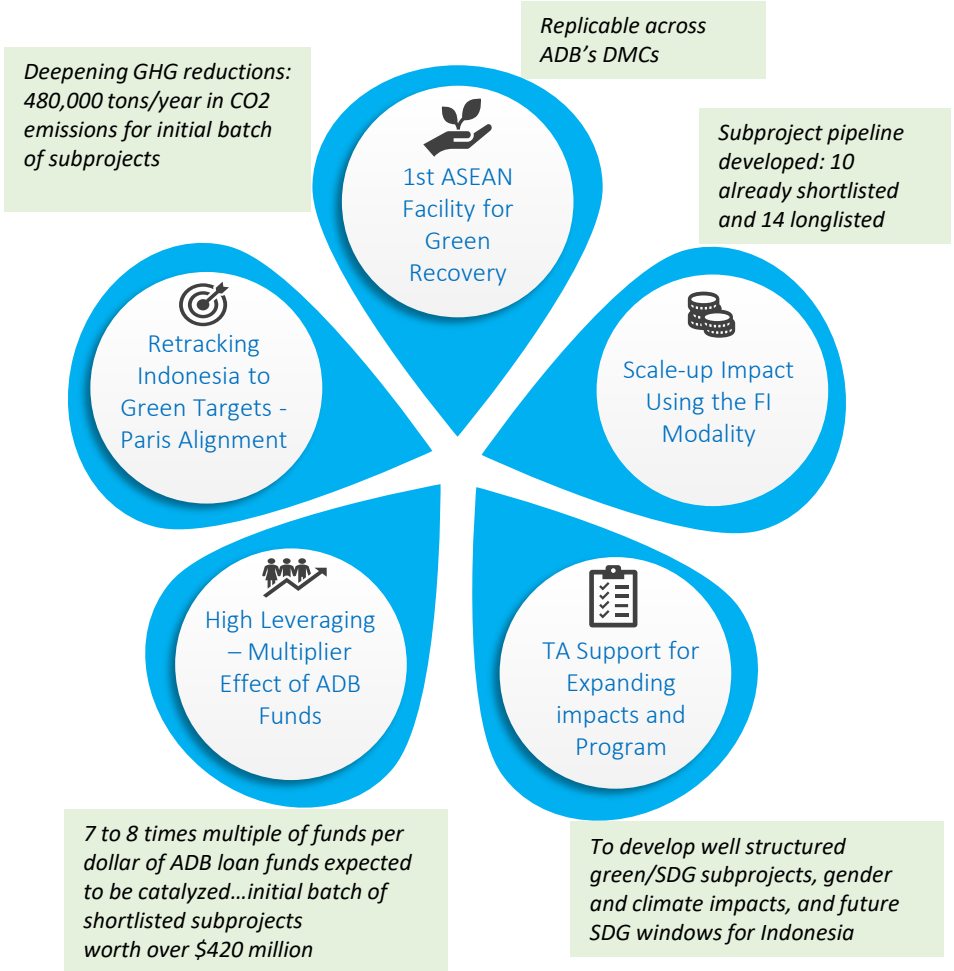 Replicable across
ADB’s DMCs
Deepening GHG reductions:
480,000 tons/year in CO2
emissions for initial batch
of subprojects
1st ASEAN
Facility for
Green
Recovery
Subproject pipeline
developed: 10
already shortlisted
and 14 longlisted
Retracking
Indonesia to
Green Targets -
Paris Alignment
Scale-up Impact
Using the FI
Modality
High Leveraging
– Multiplier
Effect of ADB
Funds
TA Support for
Expanding
impacts and
Program
7 to 8 times multiple of funds per
dollar of ADB loan funds expected
to be catalyzed…initial batch of
shortlisted subprojects
worth over $420 million
To develop well structured
green/SDG subprojects, gender
and climate impacts, and future
SDG windows for Indonesia